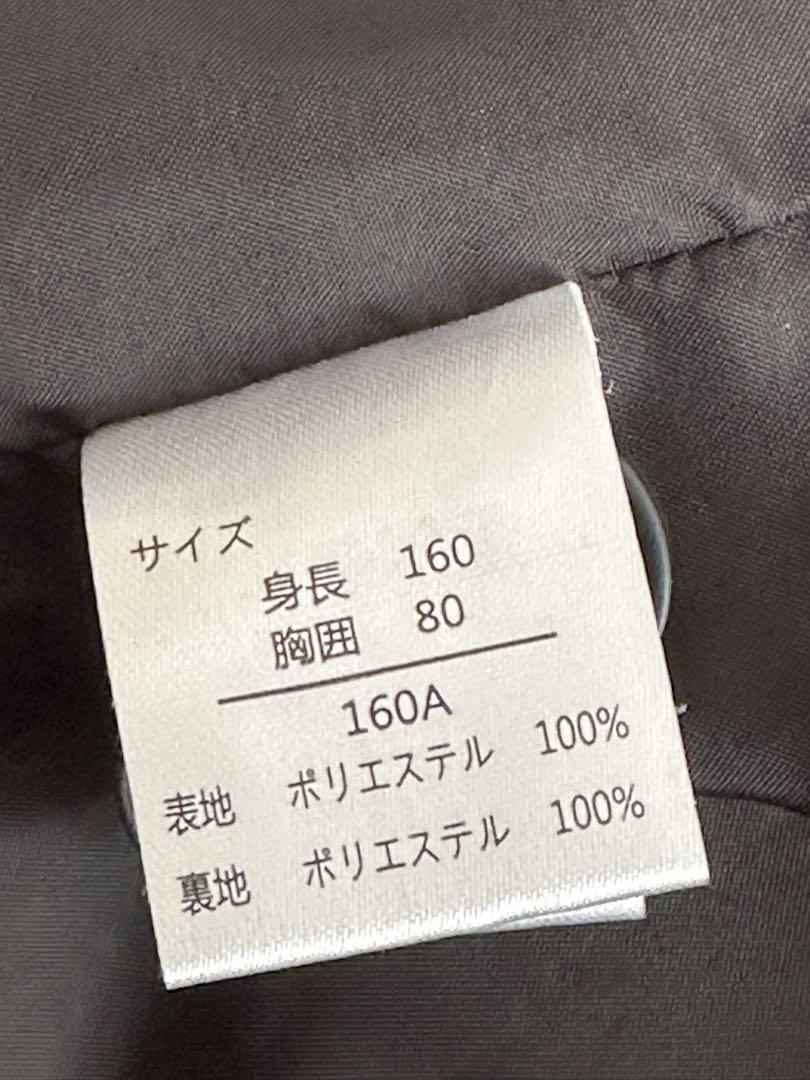 サイズ
身長 160
胸囲 80
160A
表地 ポリエステル 100%
裏地 ポリエステル 100%